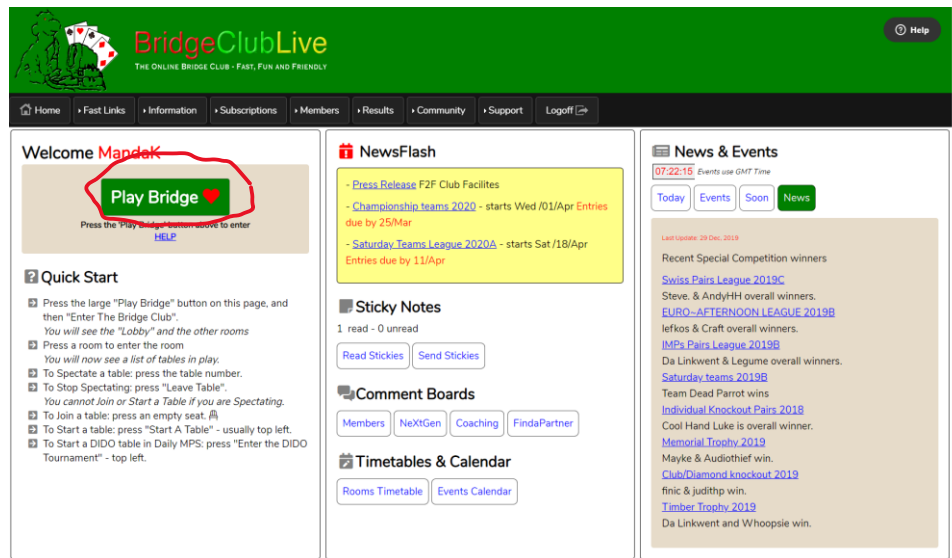 BridgeClubLive
THE ONLINE BRIDGE CLUB - FAST, FUN AND FRIENDLY
Help
Home
Fast Links
Information
Subscriptions
Members
Results
Community
Support
Logoff
Welcome MandaK
Play Bridge
Press the 'Play Bridge' button above to enter
HELP
Quick Start
Press the large "Play Bridge" button on this page, and
then "Enter The Bridge Club".
You will see the "Lobby" and the other rooms
Press a room to enter the room
You will now see a list of tables in play.
To Spectate a table: press the table number.
To Stop Spectating: press "Leave Table".
You cannot Join or Start a Table if you are Spectating.
To Join a table: press an empty seat.
To Start a table: press "Start A Table" - usually top left.
To Start a DIDO table in Daily MPS: press "Enter the DIDO
Tournament" - top left.
NewsFlash
- Press Release F2F Club Facilites
- Championship teams 2020 - starts Wed /01/Apr Entries
due by 25/Mar
- Saturday Teams League 2020A - starts Sat /18/Apr
Entries due by 11/Apr
Sticky Notes
1 read - 0 unread
Read Stickies
Send Stickies
Comment Boards
Members
NeXtGen
Coaching
FindaPartner
Timetables & Calendar
Rooms Timetable
Events Calendar
News & Events
07:22:15 Events use GMT Time
Today
Events
Soon
News
Last Update: 29 Dec, 2019
Recent Special Competition winners
Swiss Pairs League 2019C
Steve. & AndyHH overall winners.
EURO~AFTERNOON LEAGUE 2019B
lefkos & Craft overall winners.
IMPs Pairs League 2019B
Da Linkwent & Legume overall winners.
Saturday teams 2019B
Team Dead Parrot wins
Individual Knockout Pairs 2018
Cool Hand Luke is overall winner.
Memorial Trophy 2019
Mayke & Audiothief win.
Club/Diamond knockout 2019
finic & judithp win.
Timber Trophy 2019
Da Linkwent and Whoopsie win.